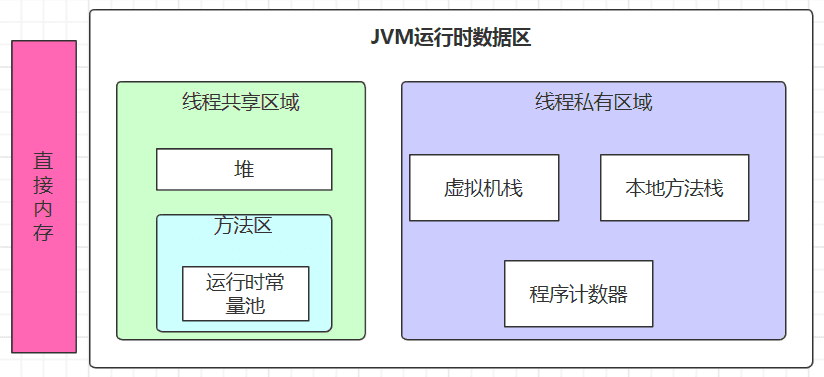 JVM运行时数据区
直
接
内
存
线程共享区域
堆
方法区
运行时常
量池
线程私有区域
虚拟机栈
本地方法栈
程序计数器